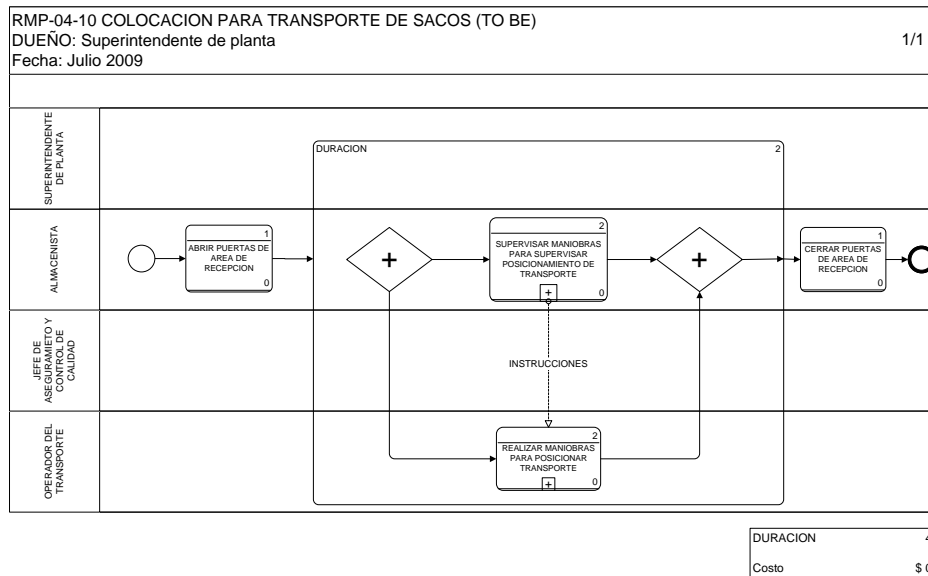 RMP-04-10 COLOCACION PARA TRANSPORTE DE SACOS (TO BE)
DUEÑO: Superintendente de planta
1/1
Fecha: Julio 2009
SUPERINTENDENTE
DE PLANTA
DURACION
2
ALMACENISTA
1
ABRIR PUERTAS DE
AREA DE
RECEPCION
0
2
SUPERVISAR MANIOBRAS
PARA SUPERVISAR
POSICIONAMIENTO DE
TRANSPORTE
0
1
CERRAR PUERTAS
DE AREA DE
RECEPCION
0
JEFE DE
ASEGURAMIETO Y
CONTROL DE
CALIDAD
INSTRUCCIONES
OPERADOR DEL
TRANSPORTE
2
REALIZAR MANIOBRAS
PARA POSICIONAR
TRANSPORTE
0
DURACION 4
Costo $ 0